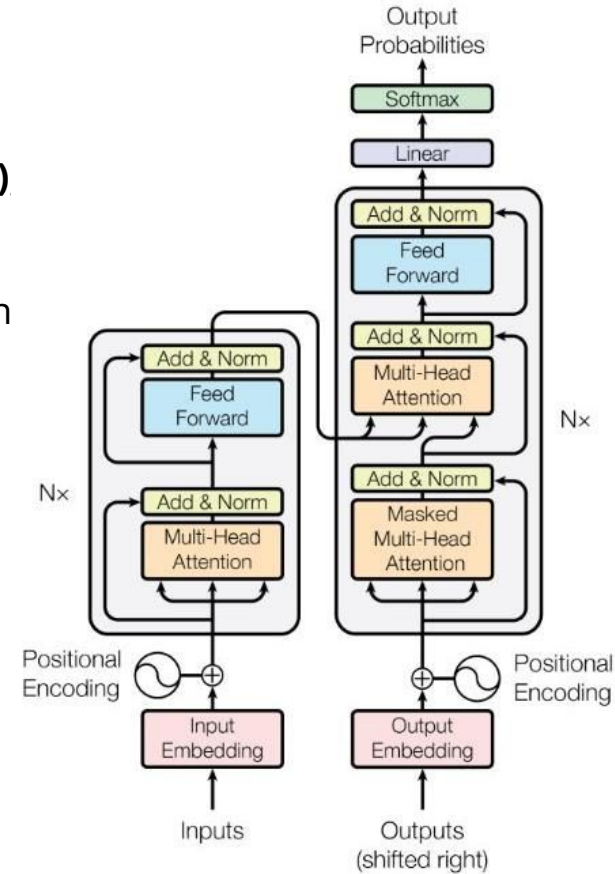 Output
Probabilities
Softmax
Linear
Add & Norm
Feed
Forward
Add & Norm
Multi-Head
Attention
Nx
Add & Norm
Masked
Multi-Head
Attention
Positional
Encoding
Output
Embedding
Outputs
(shifted right)
)
n
Add & Norm
Feed
Forward
Nx
Add & Norm
Multi-Head
Attention
Positional
Encoding
Input
Embedding
Inputs